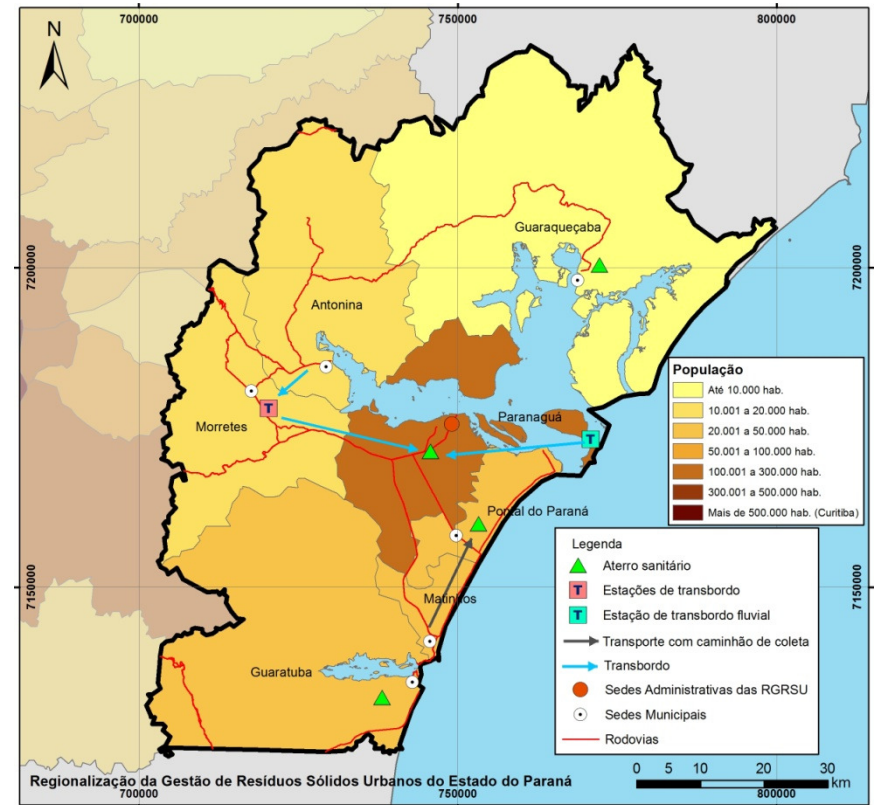 700000
750000
800000
N
7200000
7200000
7150000
7150000
Guaraqueçaba
Antonina
Morretes
Paranaguá
Pontal do Paraná
Matinhos
Guaratuba
T
T
População
Até 10.000 hab.
10.001 a 20.000 hab.
20.001 a 50.000 hab.
50.001 a 100.000 hab.
100.001 a 300.000 hab.
300.001 a 500.000 hab.
Mais de 500.000 hab. (Curitiba)
Legenda
Aterro sanitário
T Estações de transbordo
T Estação de transbordo fluvial
Transporte com caminhão de coleta
Transbordo
Sedes Administrativas das RGRSU
Sedes Municipais
Rodovias
Regionalização da Gestão de Resíduos Sólidos Urbanos do Estado do Paraná
0 5 10 20 30
km
700000
750000
800000